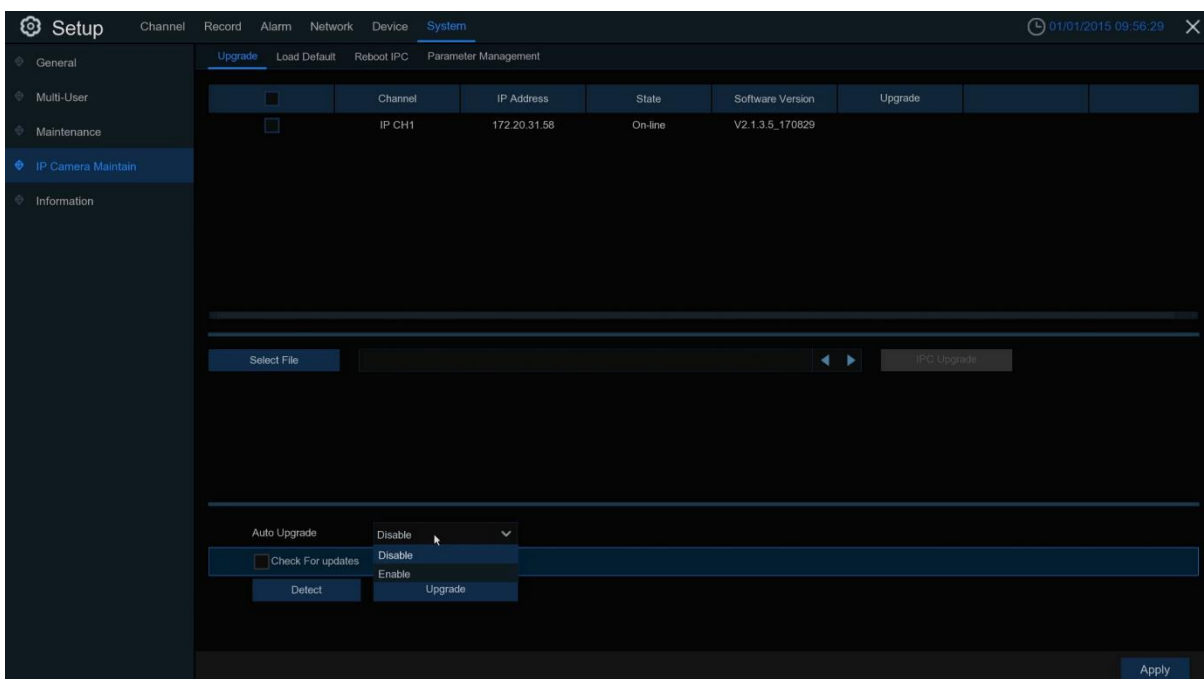 Setup Channel Record Alarm Network Device System 01/01/2015 09:56:29
General
Multi-User
Maintenance
IP Camera Maintain
Information
Upgrade Load Default Reboot IPC Parameter Management
Channel IP Address State Software Version Upgrade
IP CH1 172.20.31.58 On-line V2.1.3.5_170829
Select File IPC Upgrade
Auto Upgrade Disable
Check For updates Disable
Enable
Detect Upgrade
Apply